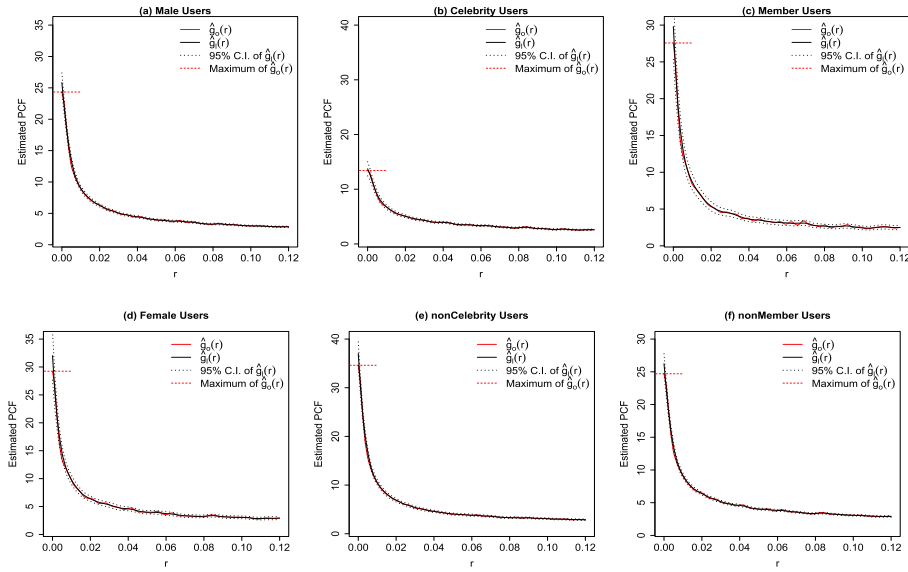 (a) Male Users
ĝₒ(r)
ĝₗ(r)
95% C.I. of ĝₗ(r)
Maximum of ĝₒ(r)
Estimated PCF
0 5 10 15 20 25 30 35
0.00 0.02 0.04 0.06 0.08 0.10 0.12
r
(b) Celebrity Users
ĝₒ(r)
ĝₗ(r)
95% C.I. of ĝₗ(r)
Maximum of ĝₒ(r)
Estimated PCF
0 10 20 30 40
0.00 0.02 0.04 0.06 0.08 0.10 0.12
r
(c) Member Users
ĝₒ(r)
ĝₗ(r)
95% C.I. of ĝₗ(r)
Maximum of ĝₒ(r)
Estimated PCF
0 5 10 15 20 25 30
0.00 0.02 0.04 0.06 0.08 0.10 0.12
r
(d) Female Users
ĝₒ(r)
ĝₗ(r)
95% C.I. of ĝₗ(r)
Maximum of ĝₒ(r)
Estimated PCF
0 5 10 15 20 25 30 35
0.00 0.02 0.04 0.06 0.08 0.10 0.12
r
(e) nonCelebrity Users
ĝₒ(r)
ĝₗ(r)
95% C.I. of ĝₗ(r)
Maximum of ĝₒ(r)
Estimated PCF
0 10 20 30 40
0.00 0.02 0.04 0.06 0.08 0.10 0.12
r
(f) nonMember Users
ĝₒ(r)
ĝₗ(r)
95% C.I. of ĝₗ(r)
Maximum of ĝₒ(r)
Estimated PCF
0 5 10 15 20 25 30
0.00 0.02 0.04 0.06 0.08 0.10 0.12
r